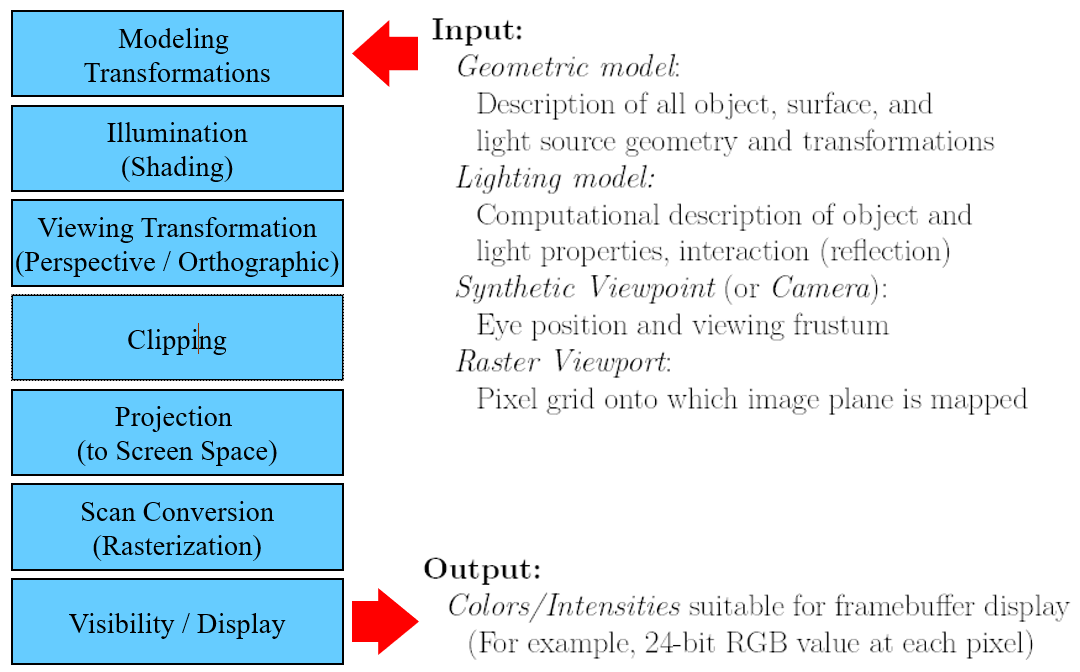 Modeling
Transformations
Illumination
(Shading)
Viewing Transformation
(Perspective / Orthographic)
Clipping
Projection
(to Screen Space)
Scan Conversion
(Rasterization)
Visibility / Display
Input:
Geometric model:
Description of all object, surface, and
light source geometry and transformations
Lighting model:
Computational description of object and
light properties, interaction (reflection)
Synthetic Viewpoint (or Camera):
Eye position and viewing frustum
Raster Viewport:
Pixel grid onto which image plane is mapped
Output:
Colors/Intensities suitable for framebuffer display
(For example, 24-bit RGB value at each pixel)